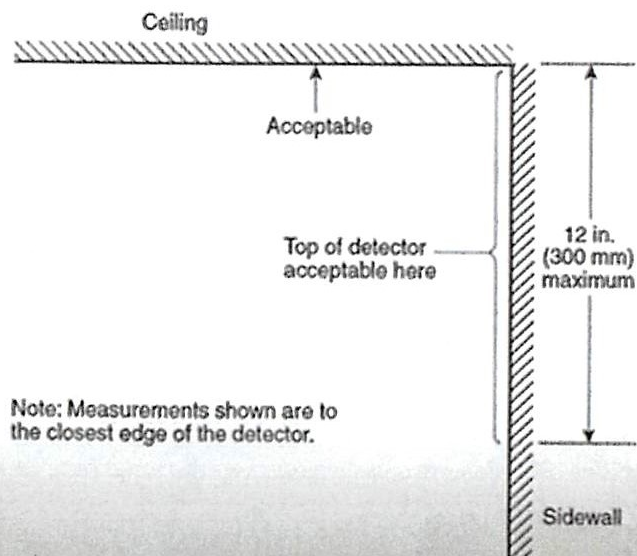 Ceiling
Acceptable
Top of detector
acceptable here
12 in.
(300 mm)
maximum
Note: Measurements shown are to
the closest edge of the detector.
Sidewall